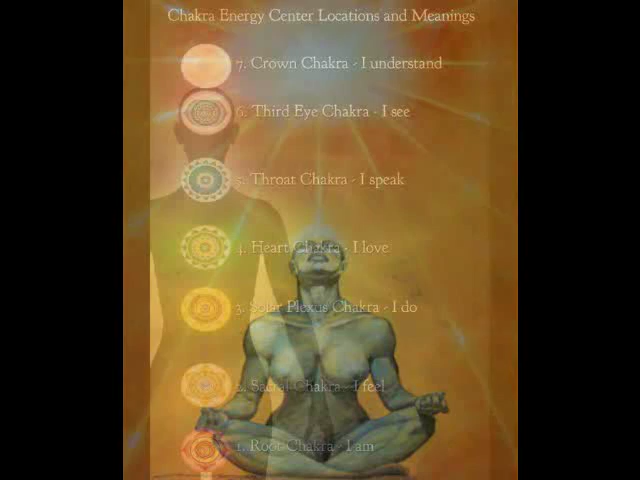 Chakra Energy Center Locations and Meanings
7. Crown Chakra - I understand
6. Third Eye Chakra - I see
5. Throat Chakra - I speak
4. Heart Chakra - I love
3. Solar Plexus Chakra - I do
2. Sacral Chakra - I feel
1. Root Chakra - I am